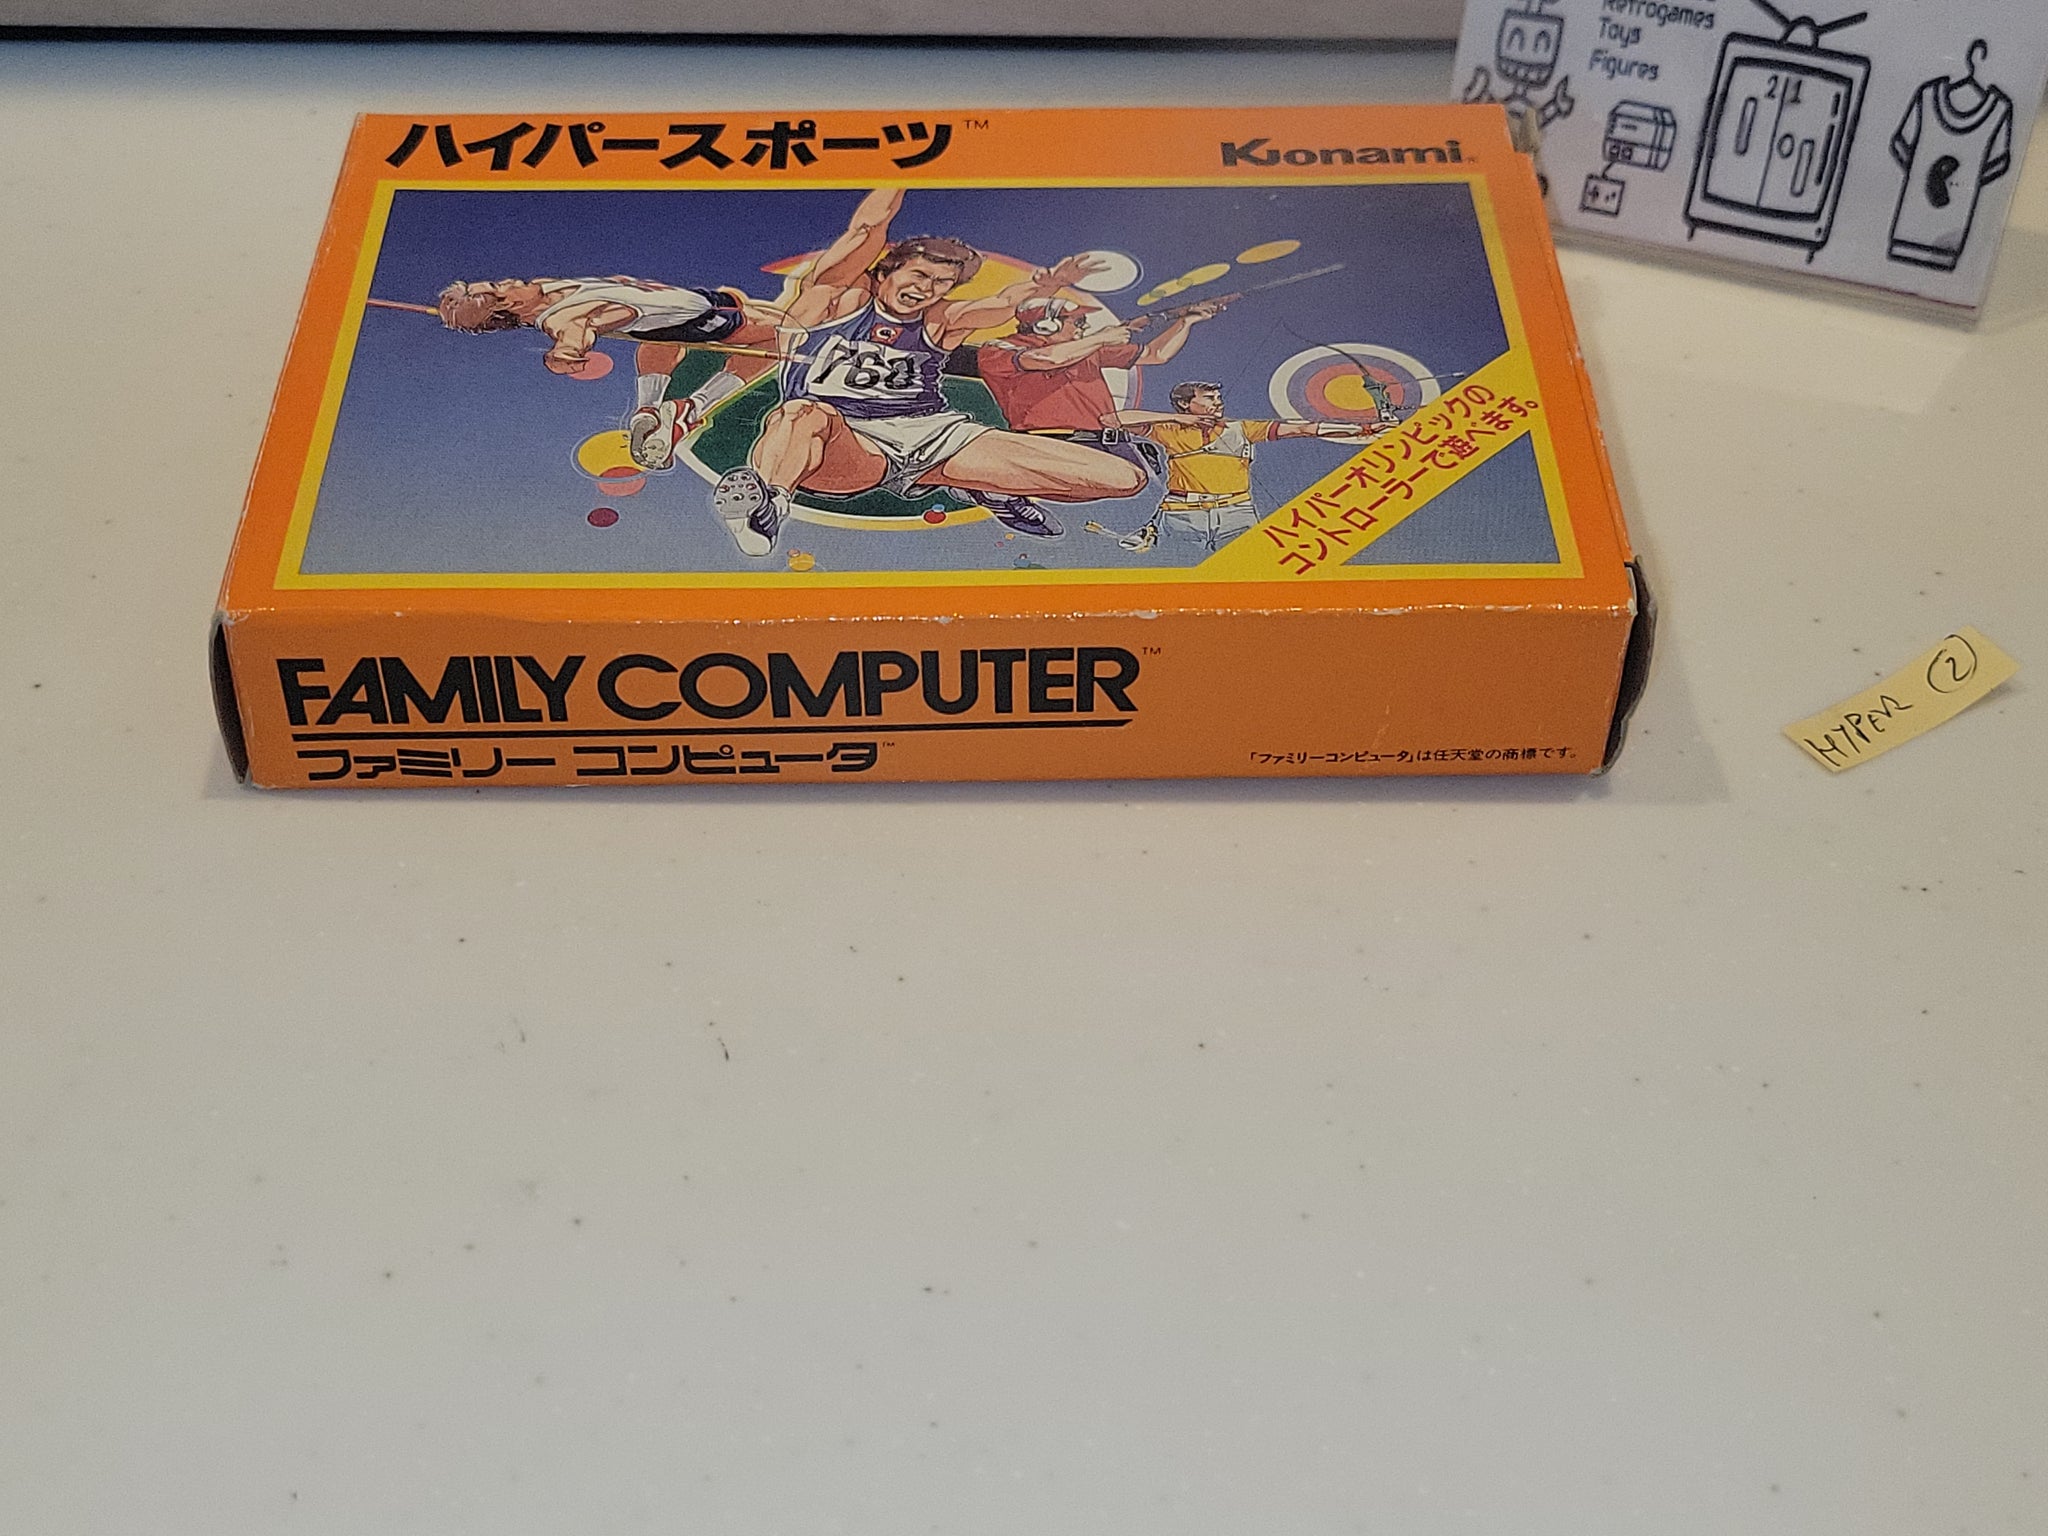 Retrogames
Toys
Figures
21
ハイパースポーツ™
Konami
760
ハイパーオリンピックの
コントローラーで遊べます。
FAMILY COMPUTER™
ファミリーコンピュータ™
「ファミリーコンピュータ」は任天堂の商標です。
HYPER 2